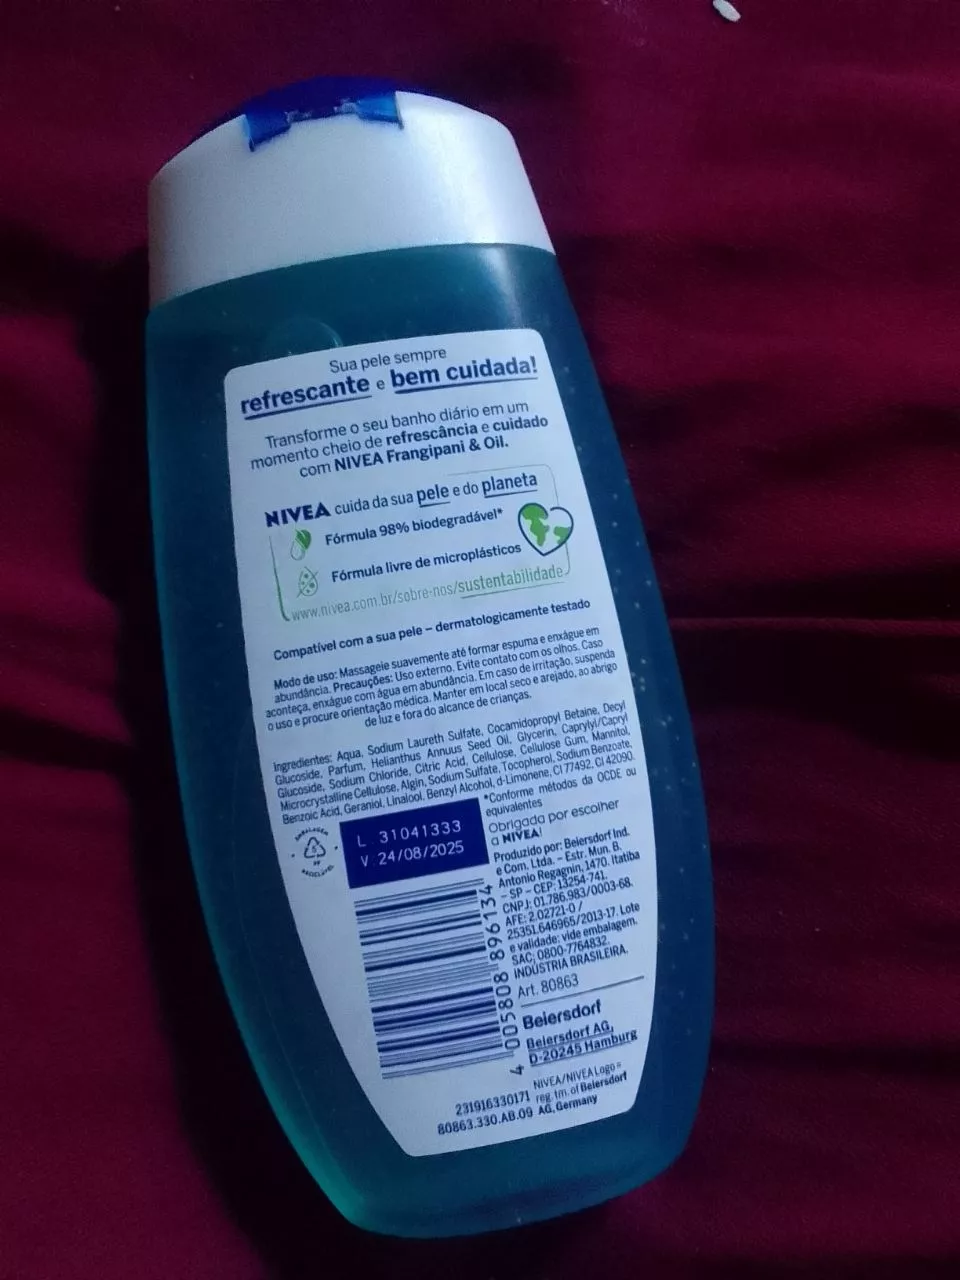 Sua pele sempre
refrescante e bem cuidada!
Transforme o seu banho diário em um
momento cheio de refrescância e cuidado
com NIVEA Frangipani & Oil.
NIVEA cuida da sua pele e do planeta
Fórmula 98% biodegradável*
Fórmula livre de microplásticos
www.nivea.com.br/sobre-nos/sustentabilidade
Compatível com a sua pele – dermatologicamente testado
Modo de uso: Massageie suavemente até formar espuma e enxágue em
abundância. Precauções: Uso externo. Evite contato com os olhos. Caso
aconteça, enxágue com água em abundância. Em caso de irritação, suspenda
o uso e procure orientação médica. Manter em local seco e arejado, ao abrigo
de luz e fora do alcance de crianças.
Ingredientes: Aqua, Sodium Laureth Sulfate, Cocamidopropyl Betaine, Decyl
Glucoside, Parfum, Helianthus Annuus Seed Oil, Glycerin, Caprylyl/Capryl
Glucoside, Sodium Chloride, Citric Acid, Cellulose, Cellulose Gum, Mannitol,
Microcrystalline Cellulose, Algin, Sodium Sulfate, Tocopherol, Sodium Benzoate,
Benzoic Acid, Geraniol, Linalool, Benzyl Alcohol, d-Limonene, CI 77492, CI 42090.
EMBALAGEM
5
PP
RECICLÁVEL
L 31041333
V 24/08/2025
*Conforme métodos da OCDE ou
equivalentes
Obrigada por escolher
a NIVEA!
Produzido por: Beiersdorf Ind.
e Com. Ltda. – Estr. Mun. B.
Antonio Regagnin, 1470. Itatiba
– SP – CEP: 13254-741.
CNPJ: 01.786.983/0003-68.
AFE: 2.02721-0 /
25351.646965/2013-17. Lote
e validade: vide embalagem.
SAC: 0800-7764832.
INDÚSTRIA BRASILEIRA.
Art. 80863
4 005808 896134
Beiersdorf
Beiersdorf AG,
D-20245 Hamburg
NIVEA/NIVEA Logo =
reg. tm. of Beiersdorf
AG, Germany
231916330171
80863.330.AB.09